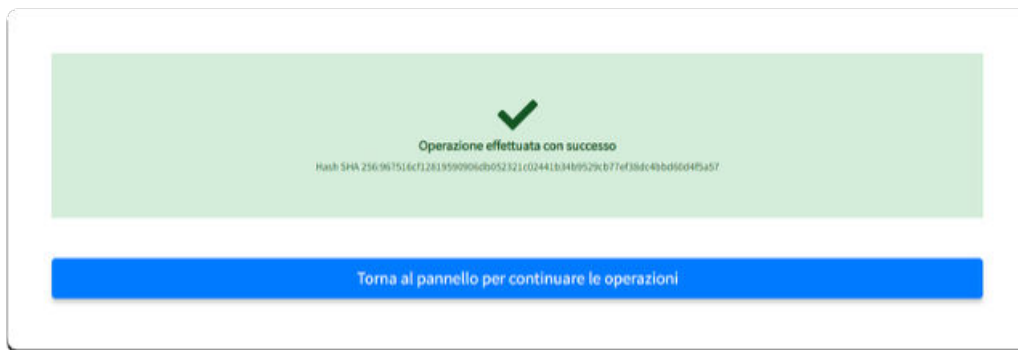 Operazione effettuata con successo
Hash SHA 256:
Torna al pannello per continuare le operazioni